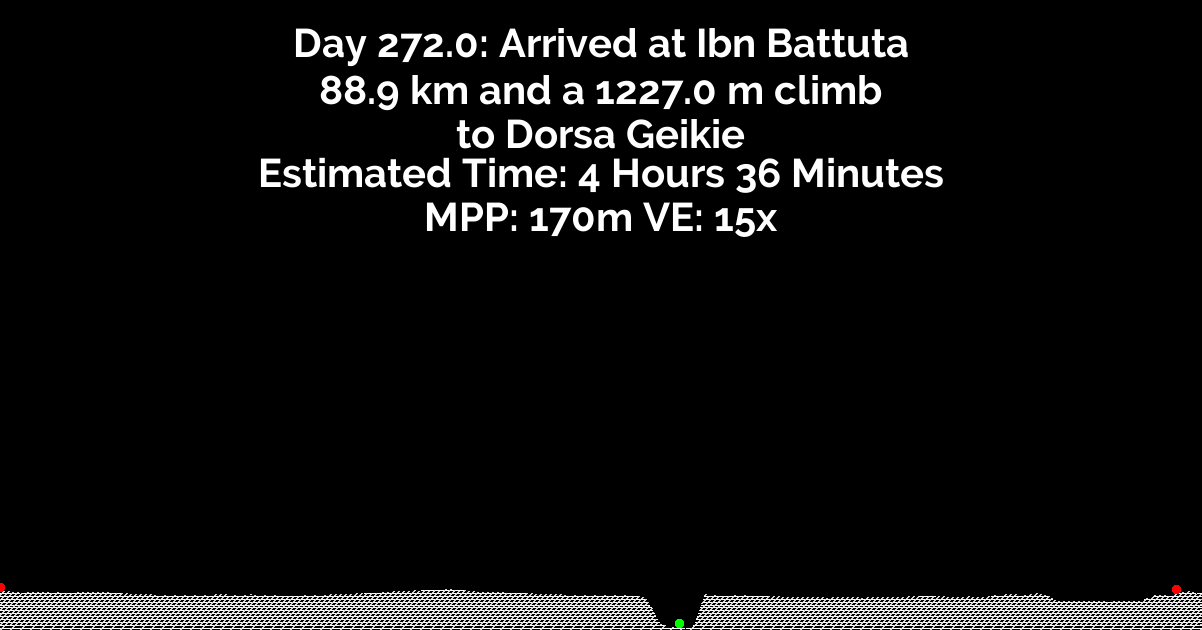 Day 272.0: Arrived at Ibn Battuta
88.9 km and a 1227.0 m climb
to Dorsa Geikie
Estimated Time: 4 Hours 36 Minutes
MPP: 170m VE: 15x